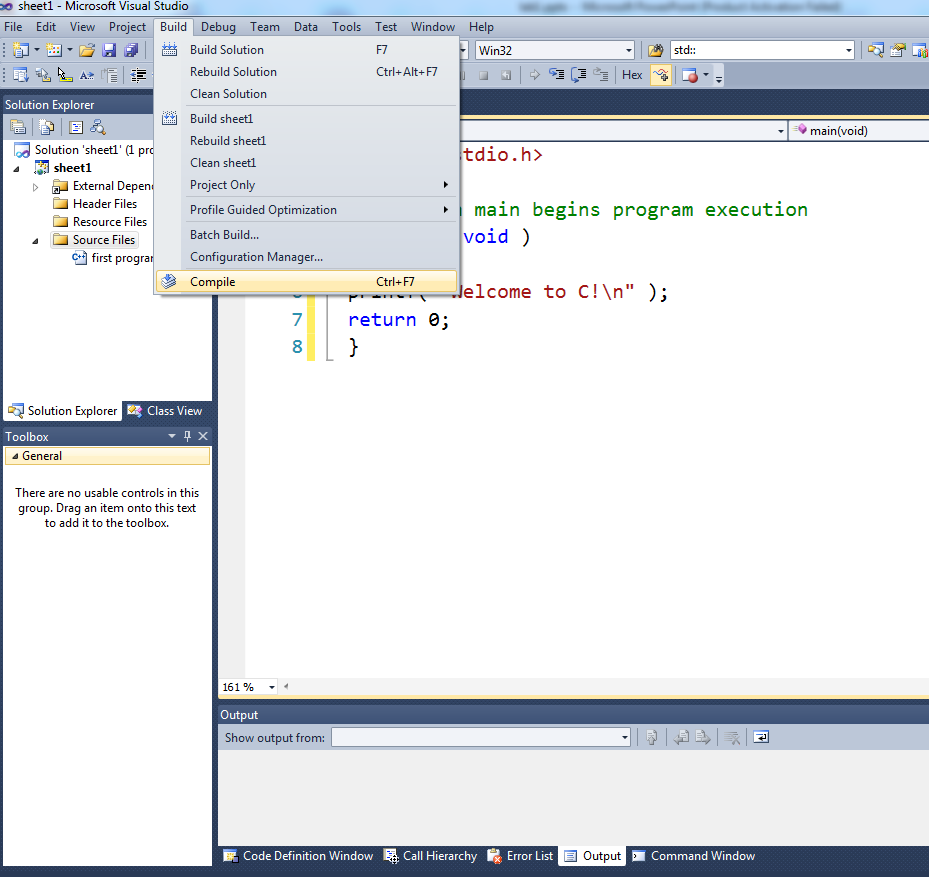 sheet1 - Microsoft Visual Studio
File Edit View Project Build Debug Team Data Tools Test Window Help
Build Solution F7
Rebuild Solution Ctrl+Alt+F7
Clean Solution
Build sheet1
Rebuild sheet1
Clean sheet1
Project Only
Profile Guided Optimization
Batch Build...
Configuration Manager...
Compile Ctrl+F7
Win32
std::
Hex
Solution Explorer
Solution 'sheet1' (1 pro
sheet1
External Depen
Header Files
Resource Files
Source Files
first progra
main(void)
tdio.h>
main begins program execution
void )
printf( "Welcome to C!\n" );
7 return 0;
8 }
Solution Explorer Class View
Toolbox
General
There are no usable controls in this
group. Drag an item onto this text
to add it to the toolbox.
161 %
Output
Show output from:
Code Definition Window Call Hierarchy Error List Output Command Window